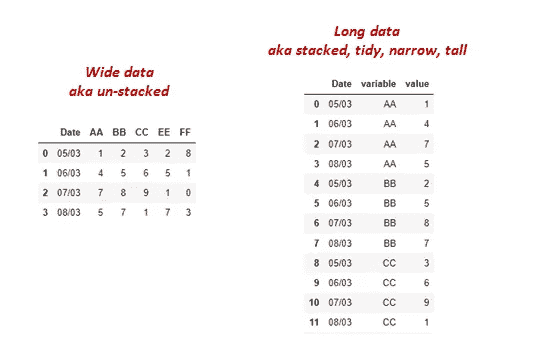 Wide data
aka un-stacked
Date AA BB CC EE FF
0 05/03 1 2 3 2 8
1 06/03 4 5 6 5 1
2 07/03 7 8 9 1 0
3 08/03 5 7 1 7 3
Long data
aka stacked, tidy, narrow, tall
Date variable value
0 05/03 AA 1
1 06/03 AA 4
2 07/03 AA 7
3 08/03 AA 5
4 05/03 BB 2
5 06/03 BB 5
6 07/03 BB 8
7 08/03 BB 7
8 05/03 CC 3
9 06/03 CC 6
10 07/03 CC 9
11 08/03 CC 1